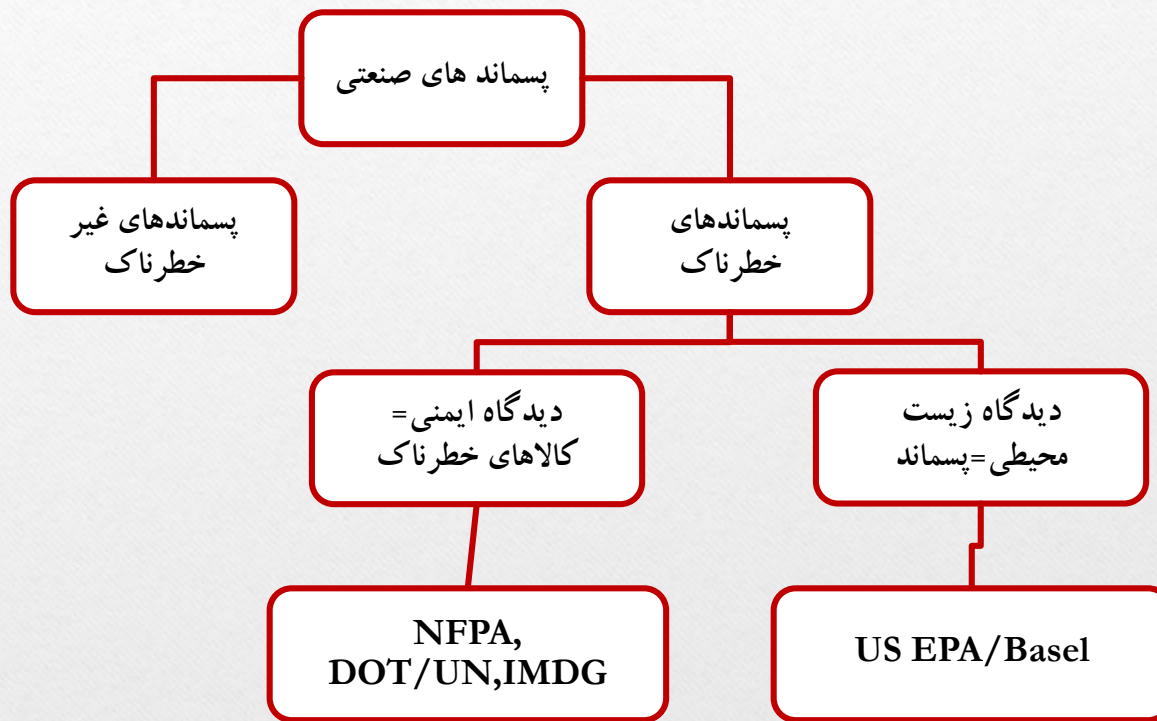 پسماند های صنعتی
پسماندهای
خطرناک
پسماندهای غیر
خطرناک
دیدگاه زیست
محیطی=پسماند
دیدگاه ایمنی=
کالاهای خطرناک
US EPA/Basel
NFPA,
DOT/UN,IMDG